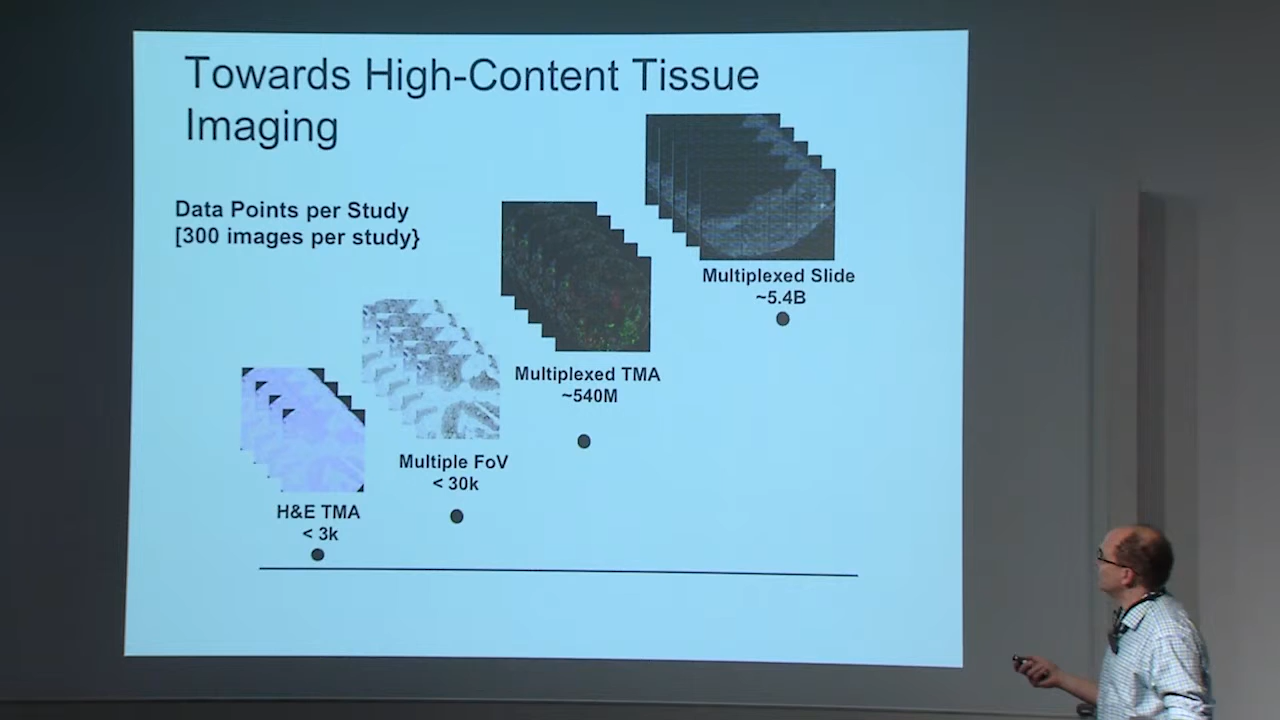 Towards High-Content Tissue
Imaging
Data Points per Study
[300 images per study}
Multiplexed Slide
~5.4B
Multiplexed TMA
~540M
Multiple FoV
< 30k
H&E TMA
< 3k